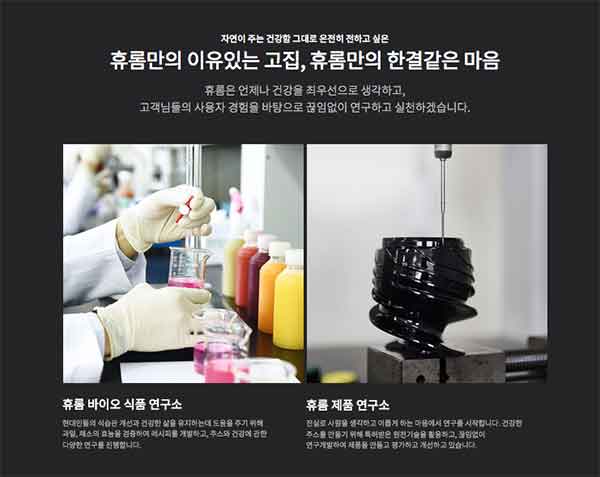 자연이 주는 건강함 그대로 온전히 전하고 싶은
휴롬만의 이유있는 고집, 휴롬만의 한결같은 마음
휴롬은 언제나 건강을 최우선으로 생각하고,
고객님들의 사용자 경험을 바탕으로 끊임없이 연구하고 실천하겠습니다.
휴롬 바이오 식품 연구소
현대인들의 식습관 개선과 건강한 삶을 유지하는데 도움을 주기 위해
과일, 채소의 효능을 검증하여 레시피를 개발하고, 주스와 건강에 관한
다양한 연구를 진행합니다.
휴롬 제품 연구소
진실로 사람을 생각하고 이롭게 하는 마음에서 연구를 시작합니다. 건강한
주스를 만들기 위해 특허받은 원천기술을 활용하고, 끊임없이
연구개발하여 제품을 만들고 평가하고 개선하고 있습니다.